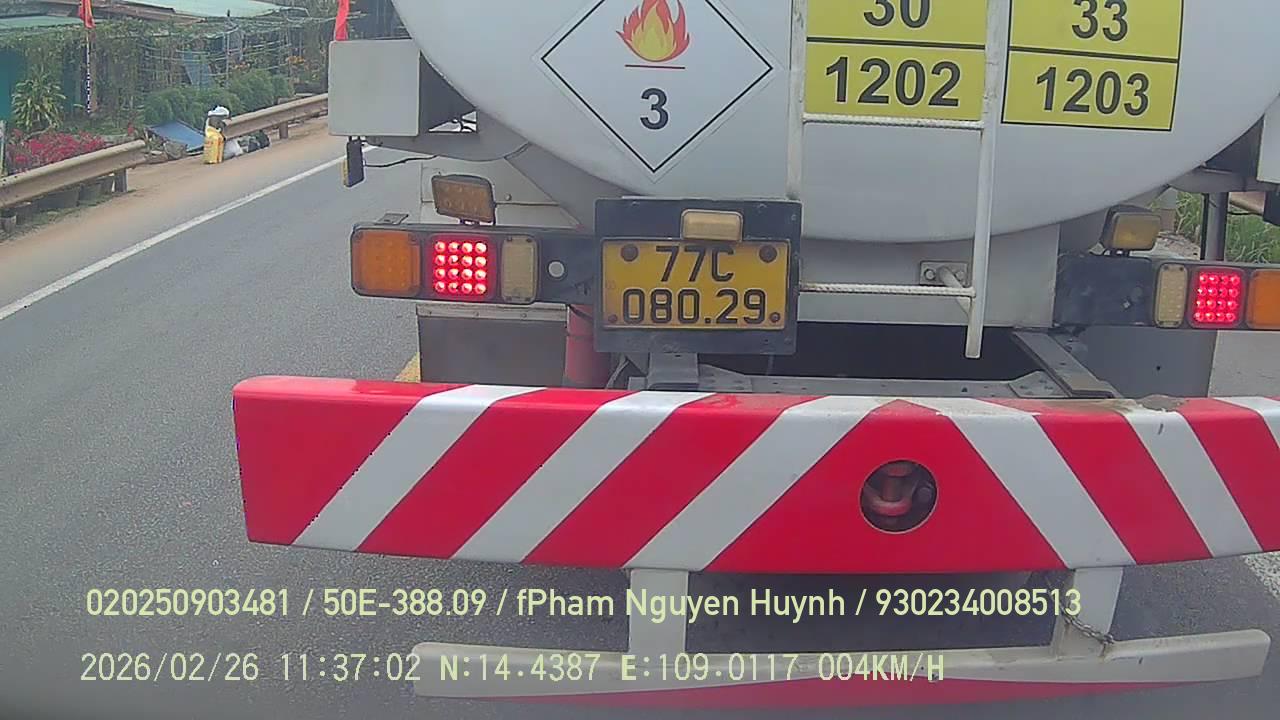 30
33
1202
1203
3
77C
080.29
020250903481 / 50E-388.09 / fPham Nguyen Huynh / 930234008513
2026/02/26 11:37:02 N:14.4387 E:109.0117 004KM/H